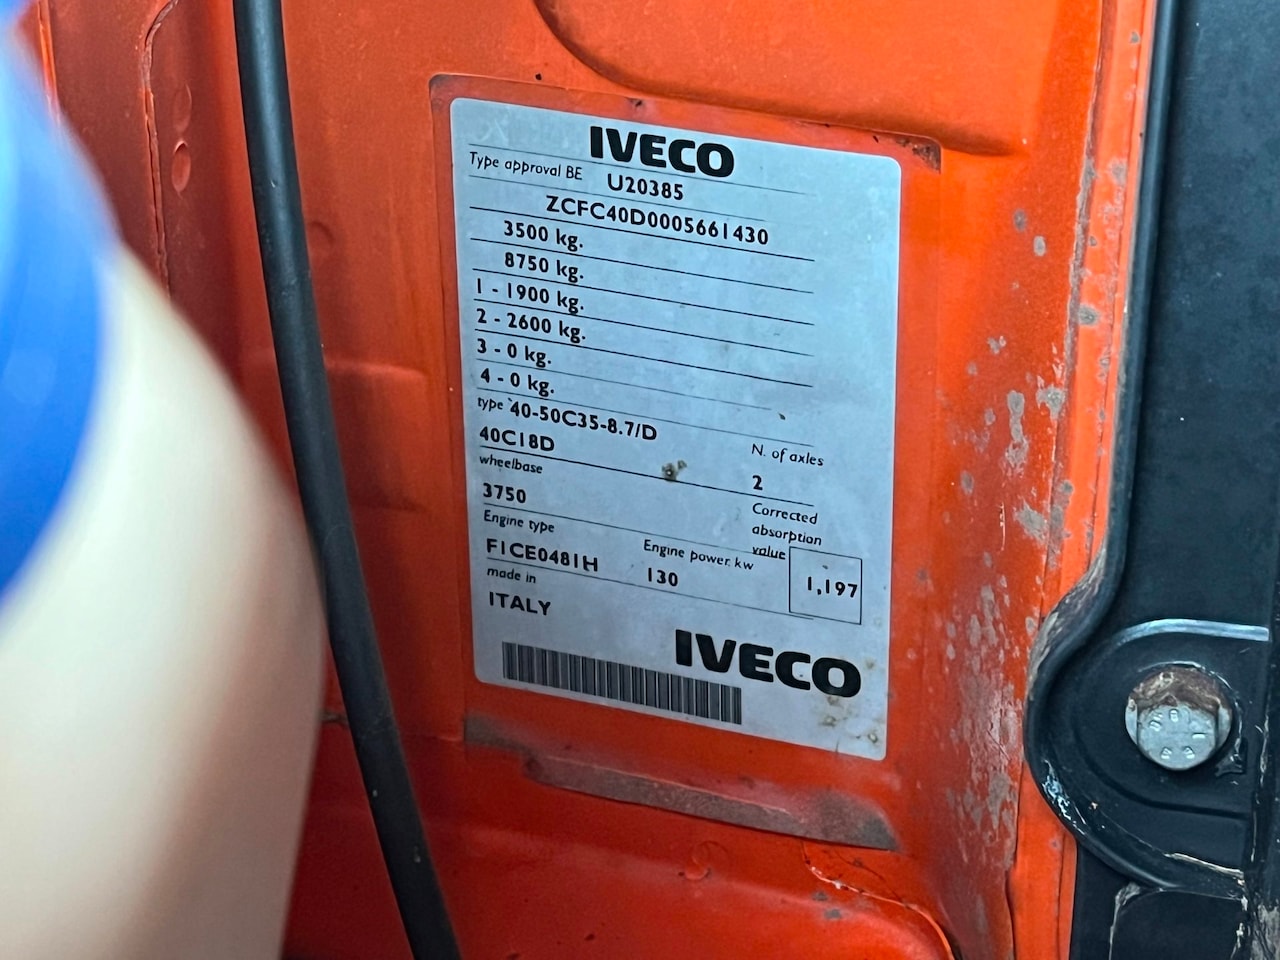 IVECO
Type approval BE U20385
ZCFC40D0005661430
3500 kg.
8750 kg.
1 - 1900 kg.
2 - 2600 kg.
3 - 0 kg.
4 - 0 kg.
type 40-50C35-8.7/D
40C18D
N. of axles
2
wheelbase
3750
Corrected
absorption
value
1,197
Engine type
F1CE0481H
Engine power. kw
130
made in
ITALY
IVECO